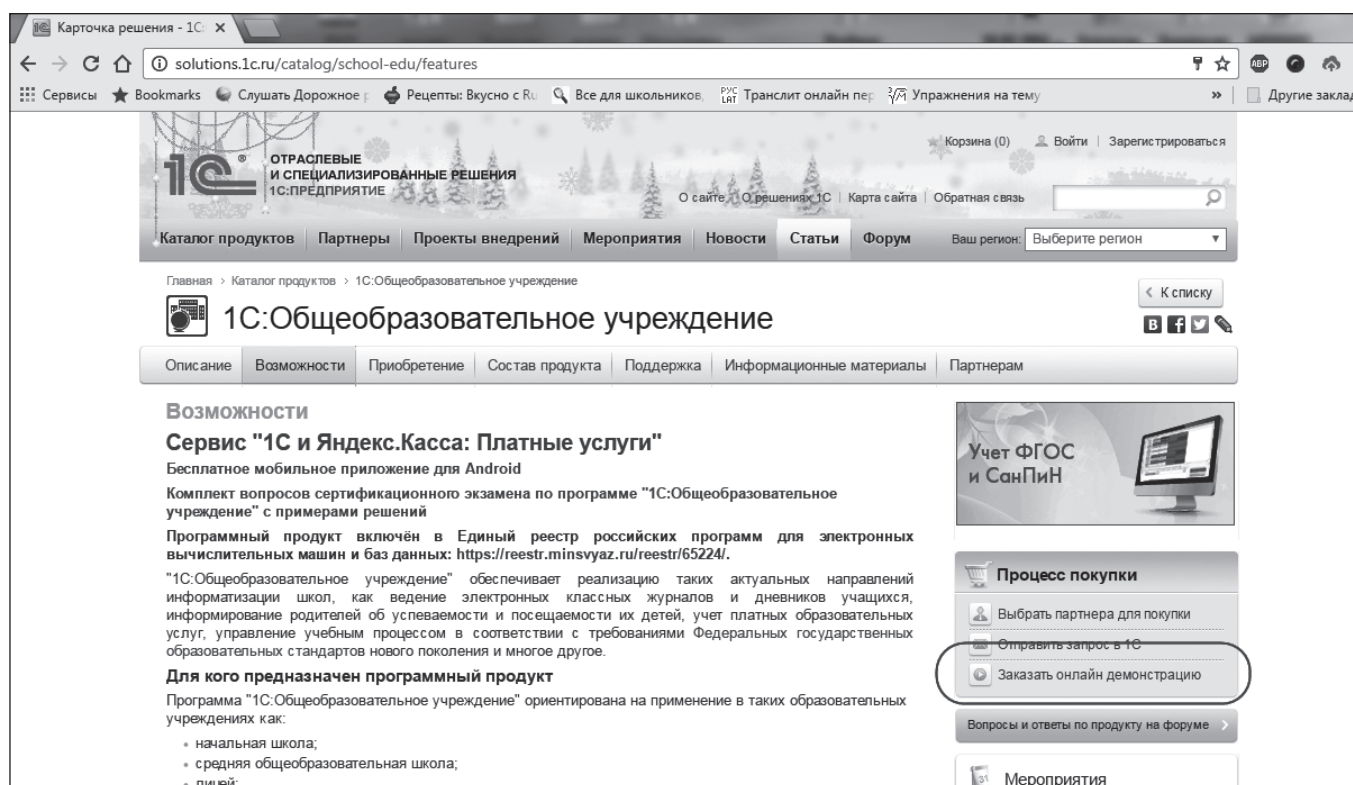 Карточка решения - 1С:
solutions.1c.ru/catalog/school-edu/features
ABP
Сервисы Bookmarks Слушать Дорожное р Рецепты: Вкусно с Ru Все для школьников, РУС LAT Транслит онлайн пер Упражнения на тему » Другие заклад
1С® ОТРАСЛЕВЫЕ
И СПЕЦИАЛИЗИРОВАННЫЕ РЕШЕНИЯ
1С:ПРЕДПРИЯТИЕ
Корзина (0) Войти | Зарегистрироваться
О сайте О решениях 1С | Карта сайта | Обратная связь
Каталог продуктов Партнеры Проекты внедрений Мероприятия Новости Статьи Форум Ваш регион: Выберите регион
Главная > Каталог продуктов > 1С:Общеобразовательное учреждение
К списку
1С:Общеобразовательное учреждение
В f
Описание Возможности Приобретение Состав продукта Поддержка Информационные материалы Партнерам
Возможности
Сервис "1С и Яндекс.Касса: Платные услуги"
Бесплатное мобильное приложение для Android
Комплект вопросов сертификационного экзамена по программе "1С:Общеобразовательное
учреждение" с примерами решений
Программный продукт включён в Единый реестр российских программ для электронных
вычислительных машин и баз данных: https://reestr.minsvyaz.ru/reestr/65224/.
"1С:Общеобразовательное учреждение" обеспечивает реализацию таких актуальных направлений
информатизации школ, как ведение электронных классных журналов и дневников учащихся,
информирование родителей об успеваемости и посещаемости их детей, учет платных образовательных
услуг, управление учебным процессом в соответствии с требованиями Федеральных государственных
образовательных стандартов нового поколения и многое другое.
Для кого предназначен программный продукт
Программа "1С:Общеобразовательное учреждение" ориентирована на применение в таких образовательных
учреждениях как:
начальная школа;
средняя общеобразовательная школа;
лицей;
Учет ФГОС
и СанПиН
Процесс покупки
Выбрать партнера для покупки
Отправить запрос в 1С
Заказать онлайн демонстрацию
Вопросы и ответы по продукту на форуме
31 Мероприятия